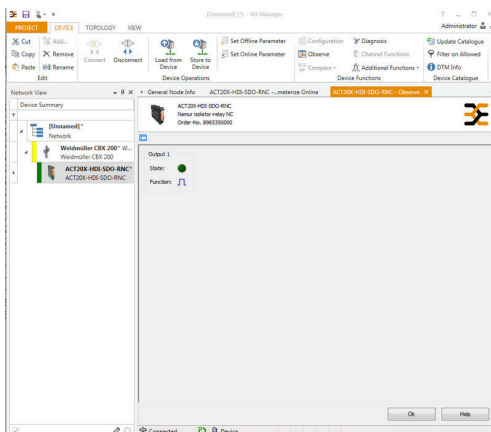 [Unnamed] (*) - WI-Manager
PROJECT DEVICE TOPOLOGY VIEW Administrator
Cut Add...
Copy Remove
Paste Rename
Edit
Connect Disconnect Load from Device Store to Device
Device Operations
Set Offline Parameter
Set Online Parameter
Configuration Diagnosis
Observe Channel Functions
Compare Additional Functions
Device Functions
Update Catalogue
Filter on Allowed
DTM Info
Device Catalogue
Network View
General Node Info ACT20X-HDI-SDO-RNC -...meterize Online ACT20X-HDI-SDO-RNC - Observe
Device Summary
[Unnamed]*
Network
Weidmüller CBX 200* W...
Weidmüller CBX 200
ACT20X-HDI-SDO-RNC*
ACT20X-HDI-SDO-RNC
ACT20X-HDI-SDO-RNC
Namur isolator-relay NC
Order-No. 8965350000
Output 1
State:
Function:
Ok Help
Connected Device